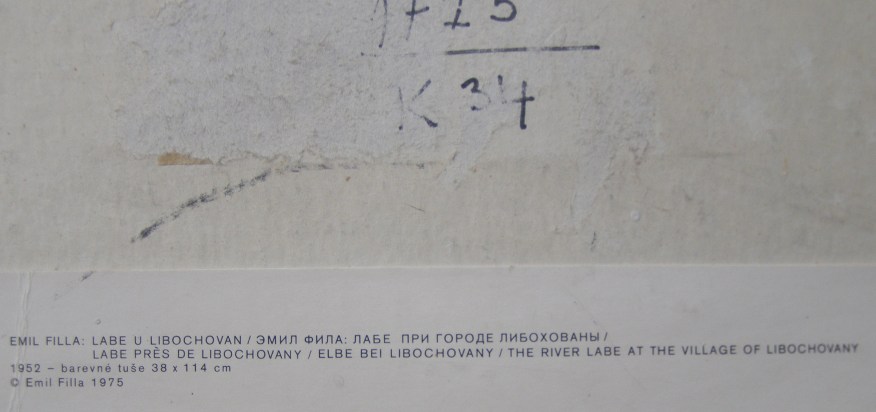 K 34
EMIL FILLA: LABE U LIBOCHOVAN / ЭМИЛ ФИЛА: ЛАБЕ ПРИ ГОРОДЕ ЛИБОХОВАНЫ /
LABE PRÈS DE LIBOCHOVANY / ELBE BEI LIBOCHOVANY / THE RIVER LABE AT THE VILLAGE OF LIBOCHOVANY
1952 – barevné tuše 38 x 114 cm
© Emil Filla 1975